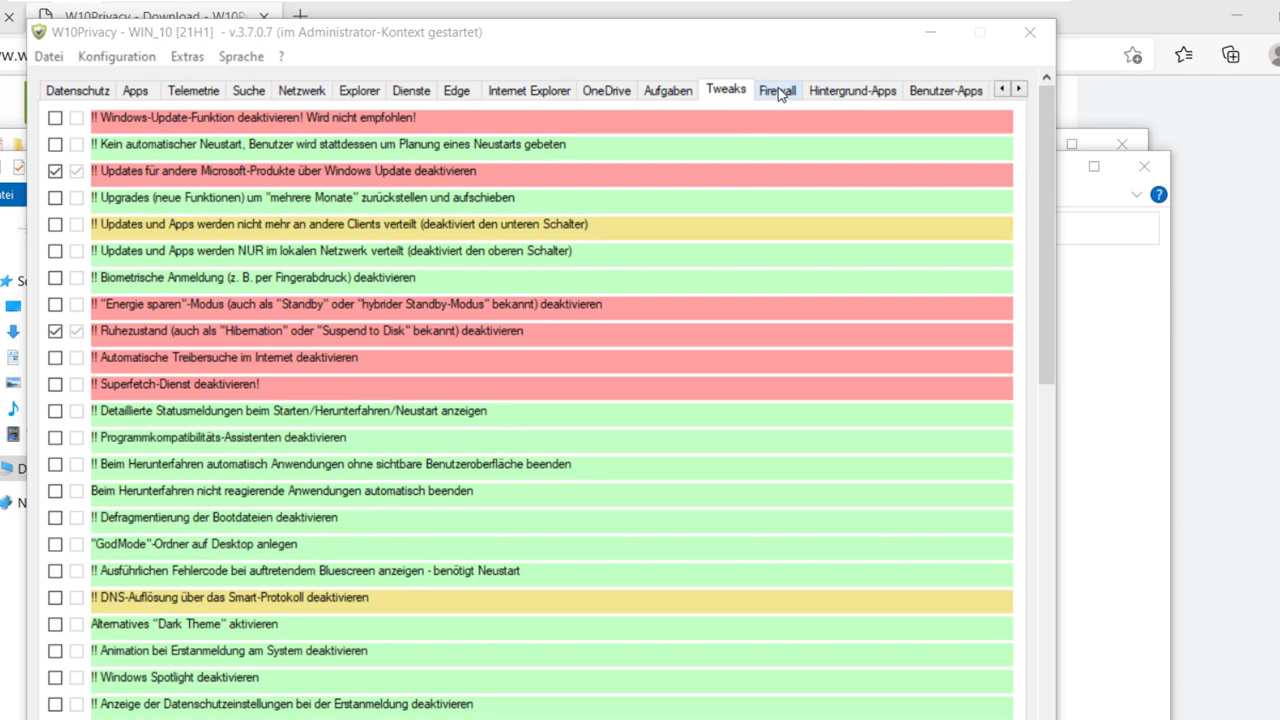 W10Privacy - Download - W10P
W10Privacy - WIN_10 [21H1] - v.3.7.0.7 (im Administrator-Kontext gestartet)
Datei Konfiguration Extras Sprache ?
Datenschutz Apps Telemetrie Suche Netzwerk Explorer Dienste Edge Internet Explorer OneDrive Aufgaben Tweaks Firewall Hintergrund-Apps Benutzer-Apps
!! Windows-Update-Funktion deaktivieren! Wird nicht empfohlen!
!! Kein automatischer Neustart, Benutzer wird stattdessen um Planung eines Neustarts gebeten
!! Updates für andere Microsoft-Produkte über Windows Update deaktivieren
!! Upgrades (neue Funktionen) um "mehrere Monate" zurückstellen und aufschieben
!! Updates und Apps werden nicht mehr an andere Clients verteilt (deaktiviert den unteren Schalter)
!! Updates und Apps werden NUR im lokalen Netzwerk verteilt (deaktiviert den oberen Schalter)
!! Biometrische Anmeldung (z. B. per Fingerabdruck) deaktivieren
!! "Energie sparen"-Modus (auch als "Standby" oder "hybrider Standby-Modus" bekannt) deaktivieren
!! Ruhezustand (auch als "Hibernation" oder "Suspend to Disk" bekannt) deaktivieren
!! Automatische Treibersuche im Internet deaktivieren
!! Superfetch-Dienst deaktivieren!
!! Detaillierte Statusmeldungen beim Starten/Herunterfahren/Neustart anzeigen
!! Programmkompatibilitäts-Assistenten deaktivieren
!! Beim Herunterfahren automatisch Anwendungen ohne sichtbare Benutzeroberfläche beenden
Beim Herunterfahren nicht reagierende Anwendungen automatisch beenden
!! Defragmentierung der Bootdateien deaktivieren
"GodMode"-Ordner auf Desktop anlegen
!! Ausführlichen Fehlercode bei auftretendem Bluescreen anzeigen - benötigt Neustart
!! DNS-Auflösung über das Smart-Protokoll deaktivieren
Alternatives "Dark Theme" aktivieren
!! Animation bei Erstanmeldung am System deaktivieren
!! Windows Spotlight deaktivieren
!! Anzeige der Datenschutzeinstellungen bei der Erstanmeldung deaktivieren